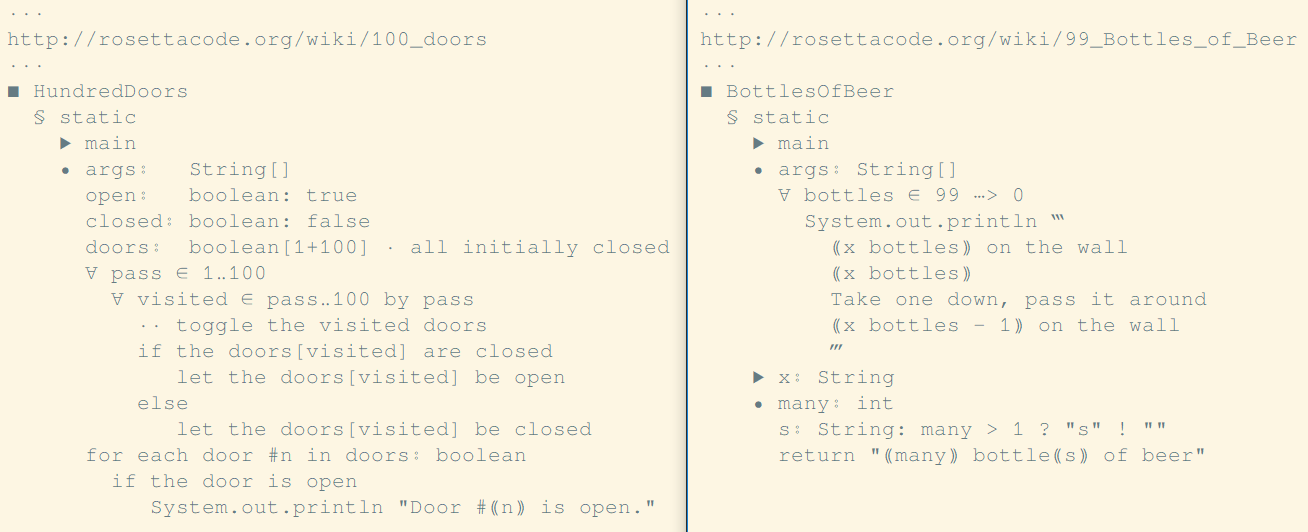 ···
http://rosettacode.org/wiki/100_doors
···
■ HundredDoors
§ static
▶ main
• args: String[]
open: boolean: true
closed: boolean: false
doors: boolean[1+100] · all initially closed
∀ pass ∈ 1‥100
∀ visited ∈ pass‥100 by pass
·· toggle the visited doors
if the doors[visited] are closed
let the doors[visited] be open
else
let the doors[visited] be closed
for each door #n in doors: boolean
if the door is open
System.out.println "Door #⸨n⸩ is open."
···
http://rosettacode.org/wiki/99_Bottles_of_Beer
···
■ BottlesOfBeer
§ static
▶ main
• args: String[]
∀ bottles ∈ 99 ⋯> 0
System.out.println ‷
⸨x bottles⸩ on the wall
⸨x bottles⸩
Take one down, pass it around
⸨x bottles − 1⸩ on the wall
‴
▶ x: String
• many: int
s: String: many > 1 ? "s" ! ""
return "⸨many⸩ bottle⸨s⸩ of beer"